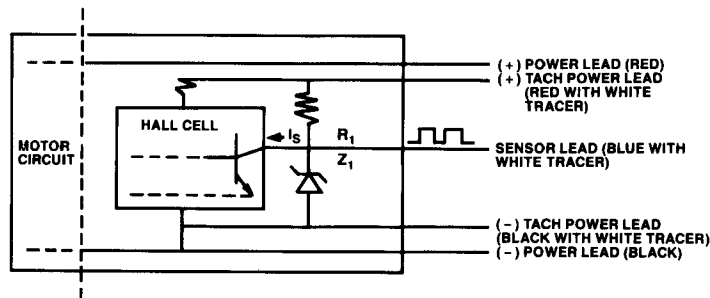 (+) POWER LEAD (RED)
(+) TACH POWER LEAD
(RED WITH WHITE
TRACER)
HALL CELL
IS
R1
MOTOR
CIRCUIT
SENSOR LEAD (BLUE WITH
WHITE TRACER)
Z1
(−) TACH POWER LEAD
(BLACK WITH WHITE TRACER)
(−) POWER LEAD (BLACK)